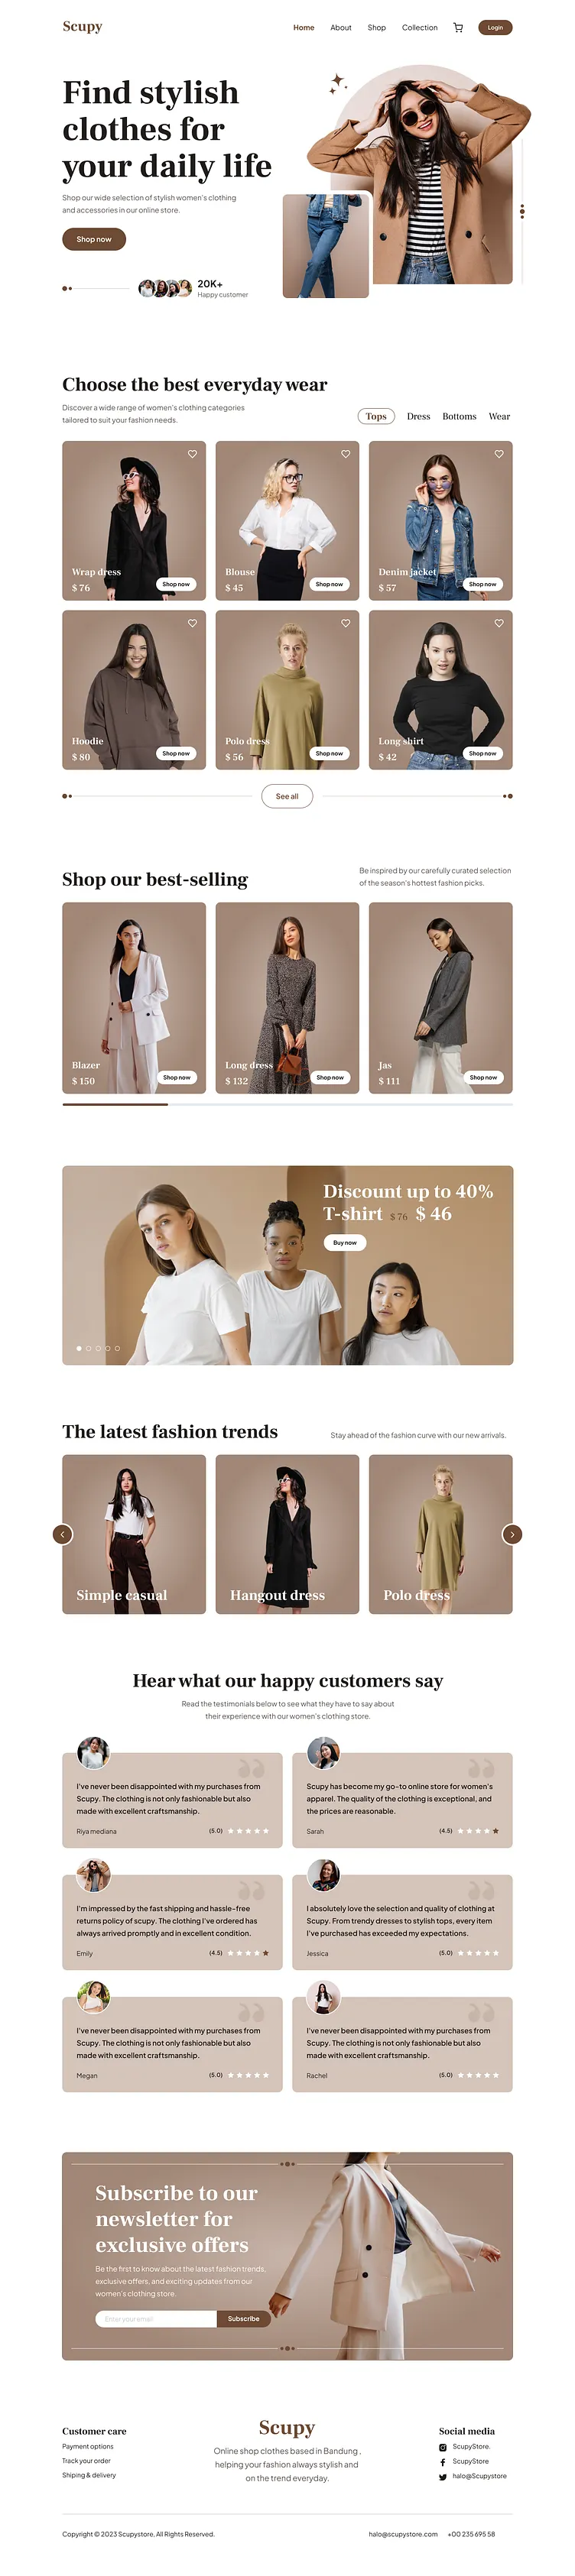 Scupy
Home About Shop Collection Login
Find stylish
clothes for
your daily life
Shop our wide selection of stylish women's clothing
and accessories in our online store.
Shop now
20K+
Happy customer
Choose the best everyday wear
Discover a wide range of women's clothing categories
tailored to suit your fashion needs.
Tops Dress Bottoms Wear
Wrap dress
$ 76
Shop now
Blouse
$ 45
Shop now
Denim jacket
$ 57
Shop now
Hoodie
$ 80
Shop now
Polo dress
$ 56
Shop now
Long shirt
$ 42
Shop now
See all
Shop our best-selling
Be inspired by our carefully curated selection
of the season's hottest fashion picks.
Blazer
$ 150
Shop now
Long dress
$ 132
Shop now
Jas
$ 111
Shop now
Discount up to 40%
T-shirt $ 76 $ 46
Buy now
The latest fashion trends
Stay ahead of the fashion curve with our new arrivals.
Simple casual
Hangout dress
Polo dress
Hear what our happy customers say
Read the testimonials below to see what they have to say about
their experience with our women's clothing store.
I've never been disappointed with my purchases from
Scupy. The clothing is not only fashionable but also
made with excellent craftsmanship.
Riya mediana (5.0)
Scupy has become my go-to online store for women's
apparel. The quality of the clothing is exceptional, and
the prices are reasonable.
Sarah (4.5)
I'm impressed by the fast shipping and hassle-free
returns policy of scupy. The clothing I've ordered has
always arrived promptly and in excellent condition.
Emily (4.5)
I absolutely love the selection and quality of clothing at
Scupy. From trendy dresses to stylish tops, every item
I've purchased has exceeded my expectations.
Jessica (5.0)
I've never been disappointed with my purchases from
Scupy. The clothing is not only fashionable but also
made with excellent craftsmanship.
Megan (5.0)
I've never been disappointed with my purchases from
Scupy. The clothing is not only fashionable but also
made with excellent craftsmanship.
Rachel (5.0)
Subscribe to our
newsletter for
exclusive offers
Be the first to know about the latest fashion trends,
exclusive offers, and exciting updates from our
women's clothing store.
Enter your email Subscribe
Customer care
Payment options
Track your order
Shiping & delivery
Scupy
Online shop clothes based in Bandung ,
helping your fashion always stylish and
on the trend everyday.
Social media
ScupyStore.
ScupyStore
halo@Scupystore
Copyright © 2023 Scupystore, All Rights Reserved.
halo@scupystore.com +00 235 695 58